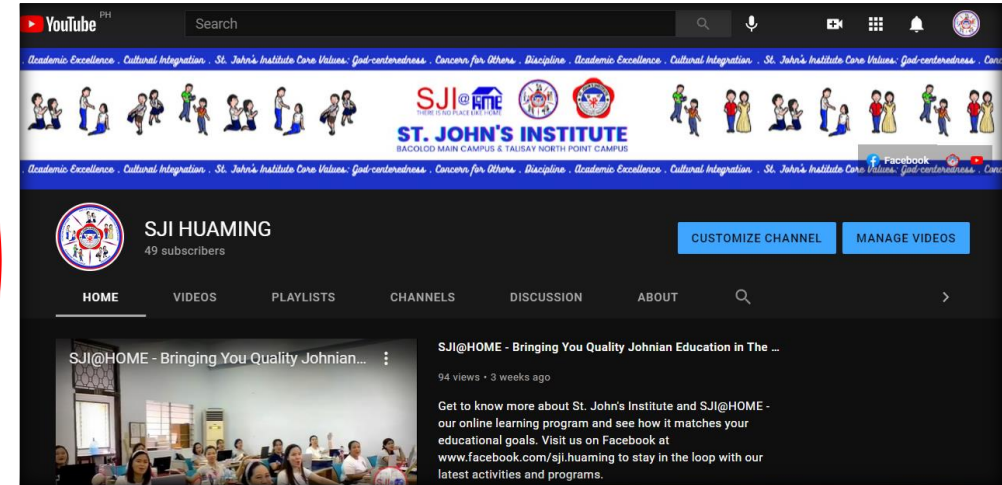 YouTube PH
Search
. Academic Excellence . Cultural Integration . St. John's Institute Core Values: God-centeredness . Concern for Others . Discipline . Academic Excellence . Cultural Integration . St. John's Institute Core Values: God-centeredness . Conc
SJI@HOME
THERE IS NO PLACE LIKE HOME
ST. JOHN'S INSTITUTE
BACOLOD MAIN CAMPUS & TALISAY NORTH POINT CAMPUS
Facebook
. Academic Excellence . Cultural Integration . St. John's Institute Core Values: God-centeredness . Concern for Others . Discipline . Academic Excellence . Cultural Integration . St. John's Institute Core Values: God-centeredness . Conc
SJI HUAMING
49 subscribers
CUSTOMIZE CHANNEL
MANAGE VIDEOS
HOME VIDEOS PLAYLISTS CHANNELS DISCUSSION ABOUT
SJI@HOME - Bringing You Quality Johnian...
SJI@HOME - Bringing You Quality Johnian Education in The ...
94 views • 3 weeks ago
Get to know more about St. John's Institute and SJI@HOME -
our online learning program and see how it matches your
educational goals. Visit us on Facebook at
www.facebook.com/sji.huaming to stay in the loop with our
latest activities and programs.